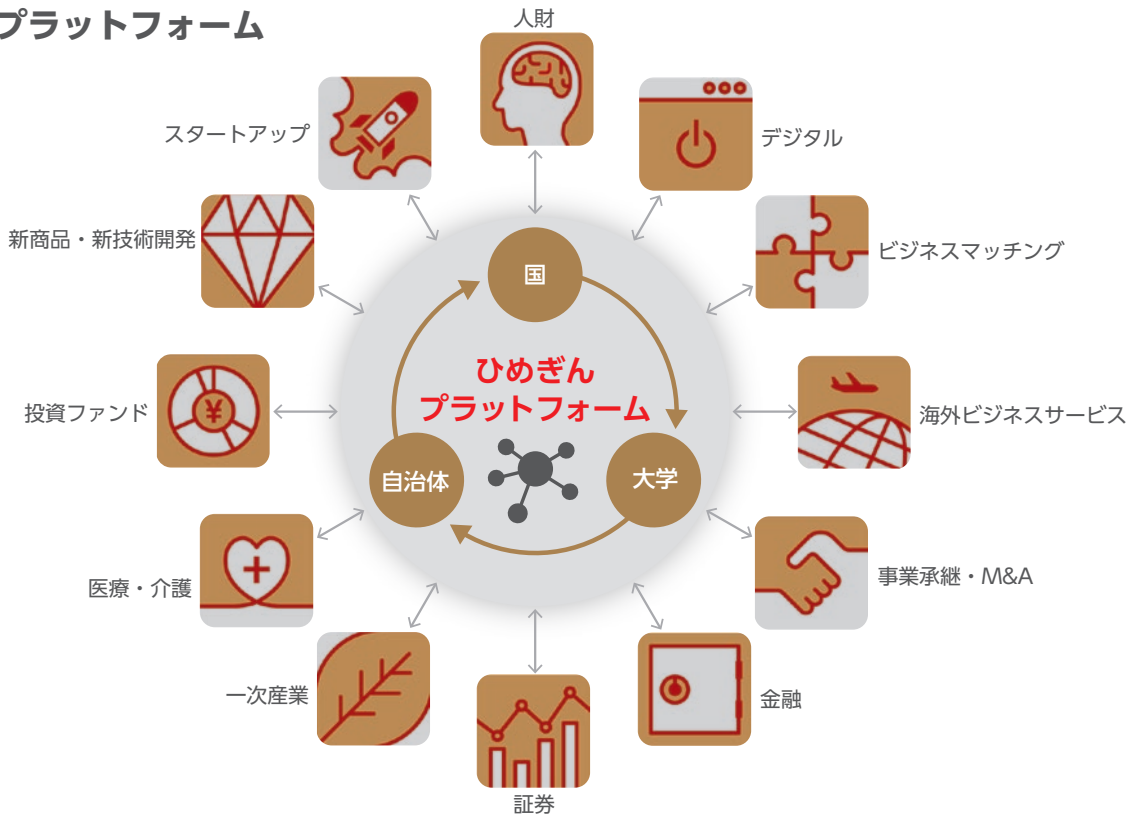 プラットフォーム
人財
デジタル
ビジネスマッチング
海外ビジネスサービス
事業承継・M&A
金融
証券
一次産業
医療・介護
投資ファンド
¥
新商品・新技術開発
スタートアップ
国
ひめぎん
プラットフォーム
大学
自治体